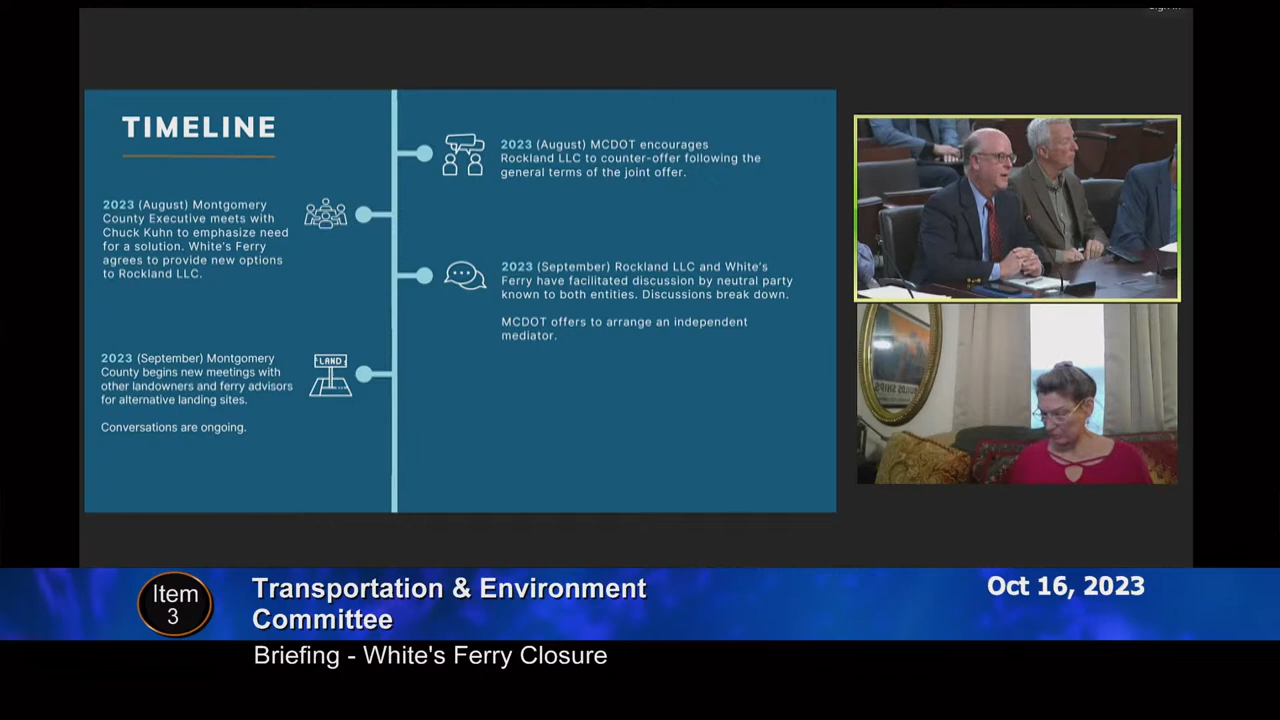 TIMELINE
2023 (August) Montgomery
County Executive meets with
Chuck Kuhn to emphasize need
for a solution. White's Ferry
agrees to provide new options
to Rockland LLC.
2023 (September) Montgomery
County begins new meetings with
other landowners and ferry advisors
for alternative landing sites.
Conversations are ongoing.
LAND
2023 (August) MCDOT encourages
Rockland LLC to counter-offer following the
general terms of the joint offer.
2023 (September) Rockland LLC and White's
Ferry have facilitated discussion by neutral party
known to both entities. Discussions break down.
MCDOT offers to arrange an independent
mediator.
Item
3
Transportation & Environment
Committee
Oct 16, 2023
Briefing - White's Ferry Closure